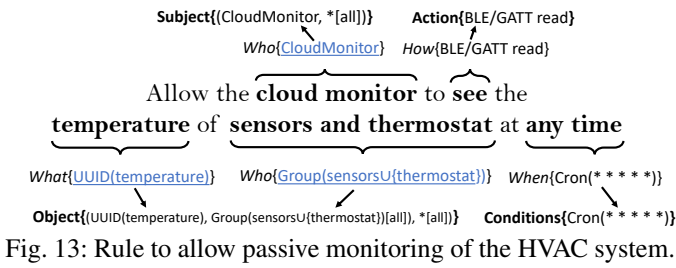 Subject{(CloudMonitor, *[all])} Action{BLE/GATT read}
Who{CloudMonitor} How{BLE/GATT read}
Allow the cloud monitor to see the
temperature of sensors and thermostat at any time
What{UUID(temperature)} Who{Group(sensors∪{thermostat})} When{Cron(* * * * *)}
Object{(UUID(temperature), Group(sensors∪{thermostat})[all]), *[all])} Conditions{Cron(* * * * *)}
Fig. 13: Rule to allow passive monitoring of the HVAC system.